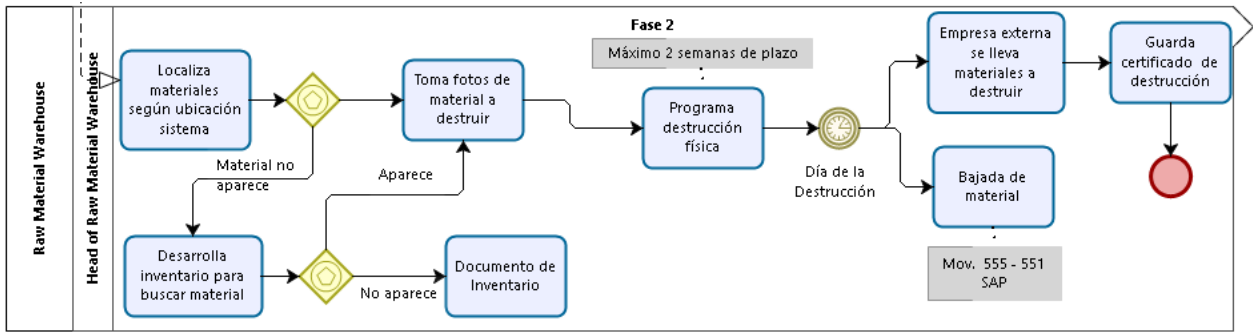 Raw Material Warehouse
Head of Raw Material Warehouse
Fase 2
Localiza
materiales
según ubicación
sistema
Toma fotos de
material a
destruir
Máximo 2 semanas de plazo
Programa
destrucción
física
Día de la
Destrucción
Empresa externa
se lleva
materiales a
destruir
Guarda
certificado de
destrucción
Material no
aparece
Aparece
Bajada de
material
Desarrolla
inventario para
buscar material
No aparece
Documento de
Inventario
Mov. 555 - 551
SAP